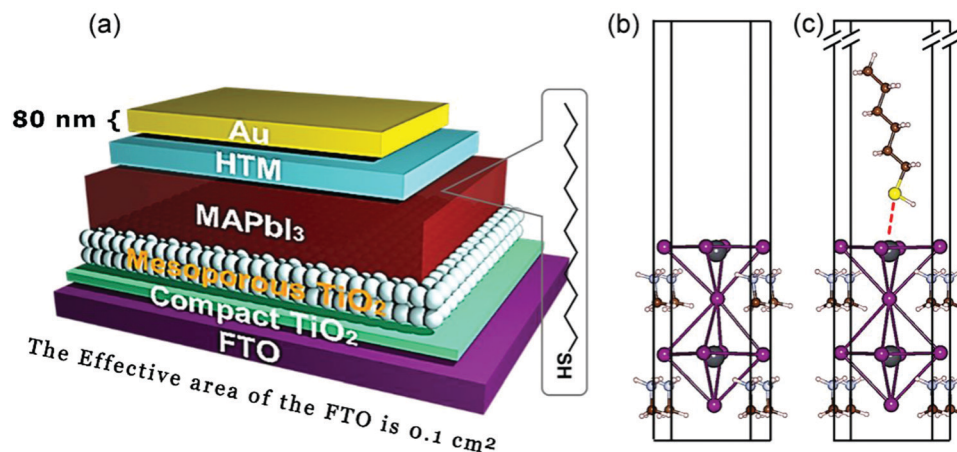 (a)
80 nm {
Au
HTM
MAPbI₃
Mesoporous TiO₂
Compact TiO₂
FTO
The Effective area of the FTO is 0.1 cm²
HS
(b)
(c)